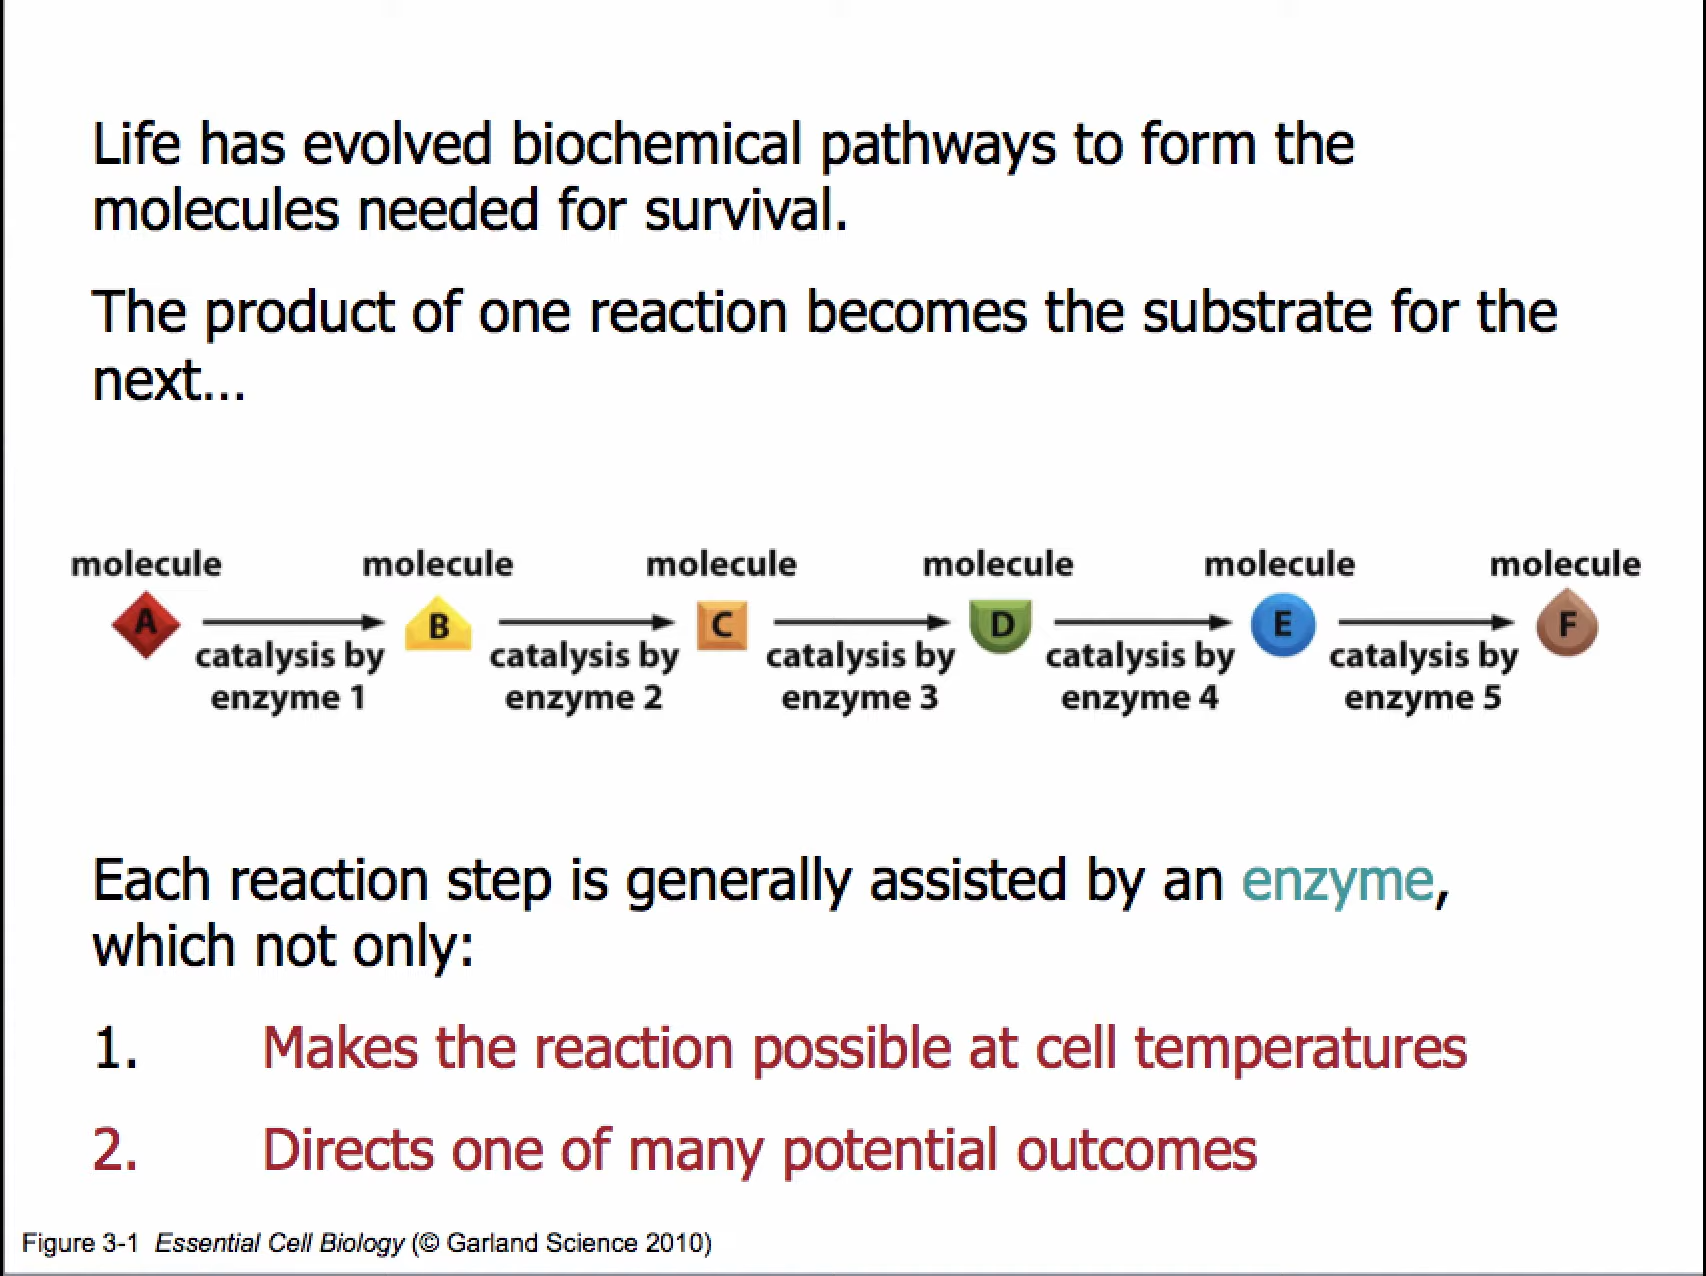 Life has evolved biochemical pathways to form the
molecules needed for survival.
The product of one reaction becomes the substrate for the
next...
molecule molecule molecule molecule molecule molecule
A B C D E F
catalysis by catalysis by catalysis by catalysis by catalysis by
enzyme 1 enzyme 2 enzyme 3 enzyme 4 enzyme 5
Each reaction step is generally assisted by an enzyme,
which not only:
1. Makes the reaction possible at cell temperatures
2. Directs one of many potential outcomes
Figure 3-1 Essential Cell Biology (© Garland Science 2010)